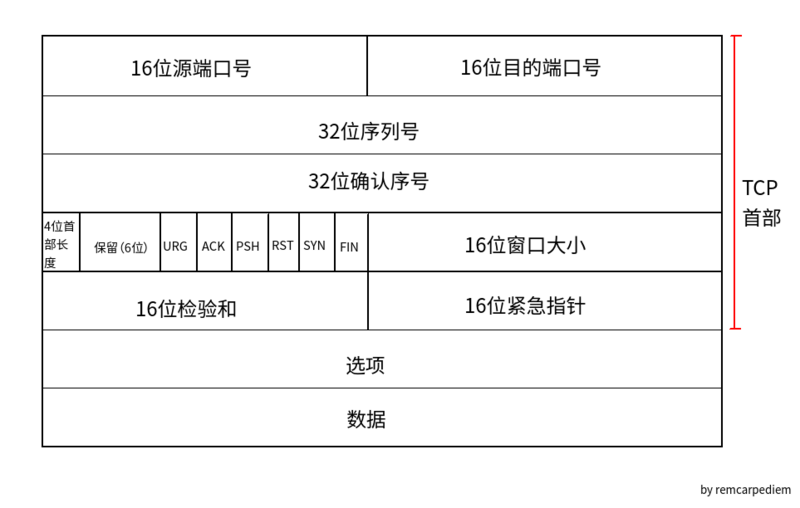 16位源端口号
16位目的端口号
32位序列号
32位确认序号
TCP
首部
4位首
部长
度
保留(6位)
URG
ACK
PSH
RST
SYN
FIN
16位窗口大小
16位检验和
16位紧急指针
选项
数据
by remcarpediem